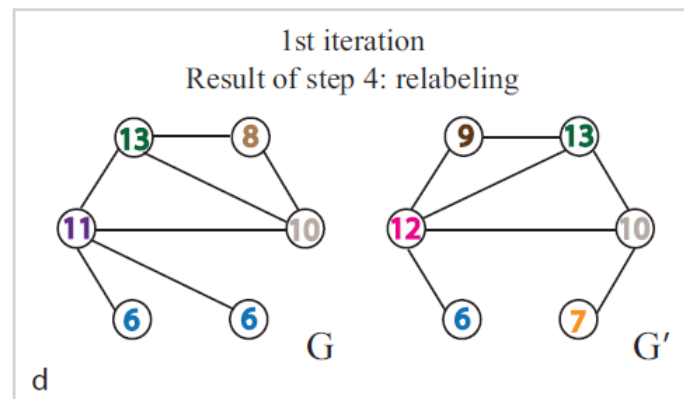 1st iteration
Result of step 4: relabeling
13 8 9 13
11 10 12 10
6 6 6 7
G G′
d